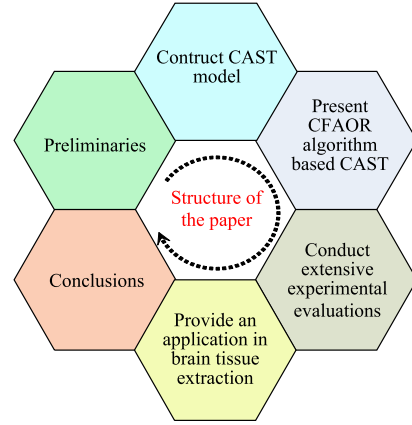 Contruct CAST
model
Present
CFAOR
algorithm
based CAST
Preliminaries
Structure of
the paper
Conduct
extensive
experimental
evaluations
Conclusions
Provide an
application in
brain tissue
extraction